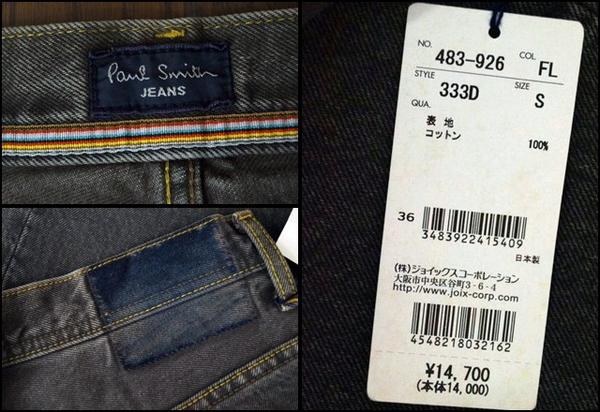 Paul Smith
JEANS
NO. 483-926 COL FL
STYLE 333D SIZE S
QUA.
表 地
コットン 100%
36
3483922415409
日本製
(株)ジョイックスコーポレーション
大阪市中央区谷町3-6-4
http://www.joix-corp.com
4548218032162
¥14,700
(本体14,000)